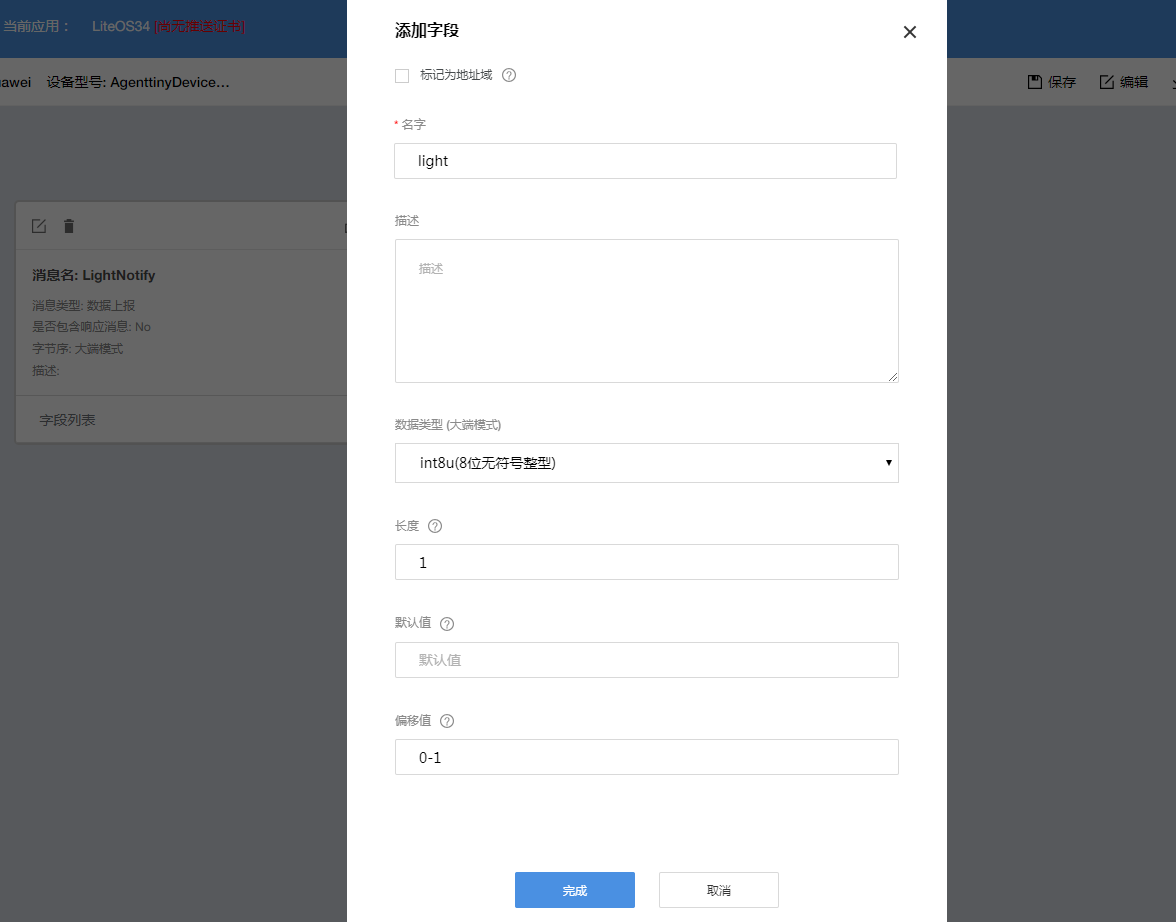 当前应用： LiteOS34 |尚无推送证书|
awei 设备型号: AgenttinyDevice...
保存 编辑
消息名: LightNotify
消息类型: 数据上报
是否包含响应消息: No
字节序: 大端模式
描述:
字段列表
添加字段
标记为地址域 ?
* 名字
light
描述
描述
数据类型 (大端模式)
int8u(8位无符号整型)
长度 ?
1
默认值 ?
默认值
偏移值 ?
0-1
完成 取消